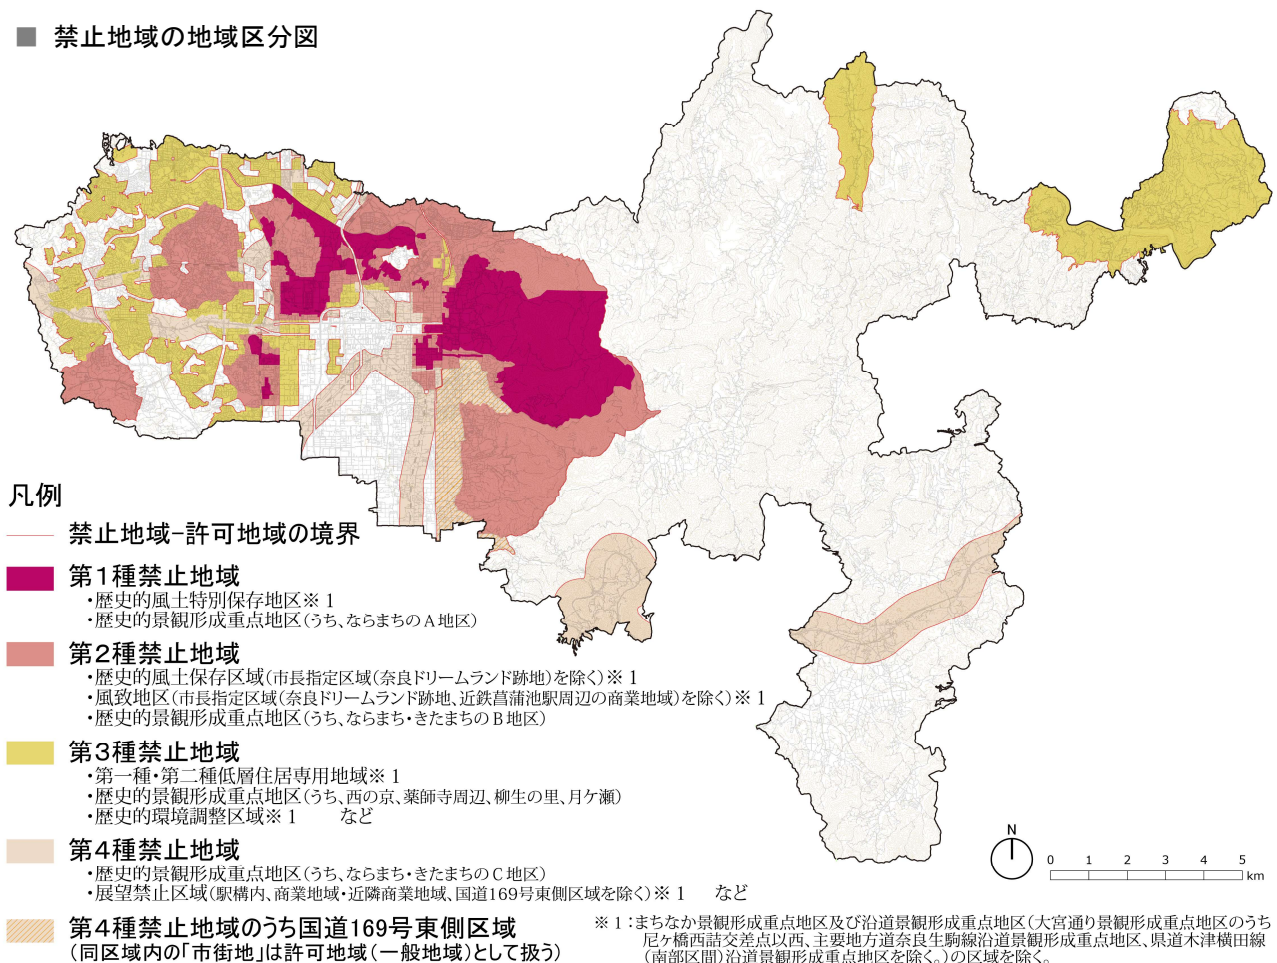 禁止地域の地域区分図
凡例
禁止地域−許可地域の境界
第1種禁止地域
・歴史的風土特別保存地区※1
・歴史的景観形成重点地区(うち、ならまちのA地区)
第2種禁止地域
・歴史的風土保存区域(市長指定区域(奈良ドリームランド跡地)を除く)※1
・風致地区(市長指定区域(奈良ドリームランド跡地、近鉄菖蒲池駅周辺の商業地域)を除く)※1
・歴史的景観形成重点地区(うち、ならまち・きたまちのB地区)
第3種禁止地域
・第一種・第二種低層住居専用地域※1
・歴史的景観形成重点地区(うち、西の京、薬師寺周辺、柳生の里、月ケ瀬)
・歴史的環境調整区域※1 など
第4種禁止地域
・歴史的景観形成重点地区(うち、ならまち・きたまちのC地区)
・展望禁止区域(駅構内、商業地域・近隣商業地域、国道169号東側区域を除く)※1 など
第4種禁止地域のうち国道169号東側区域
(同区域内の「市街地」は許可地域(一般地域)として扱う)
N
0 1 2 3 4 5
km
※1:まちなか景観形成重点地区及び沿道景観形成重点地区(大宮通り景観形成重点地区のうち
尼ヶ橋西詰交差点以西、主要地方道奈良生駒線沿道景観形成重点地区、県道木津横田線
(南部区間)沿道景観形成重点地区を除く。)の区域を除く。